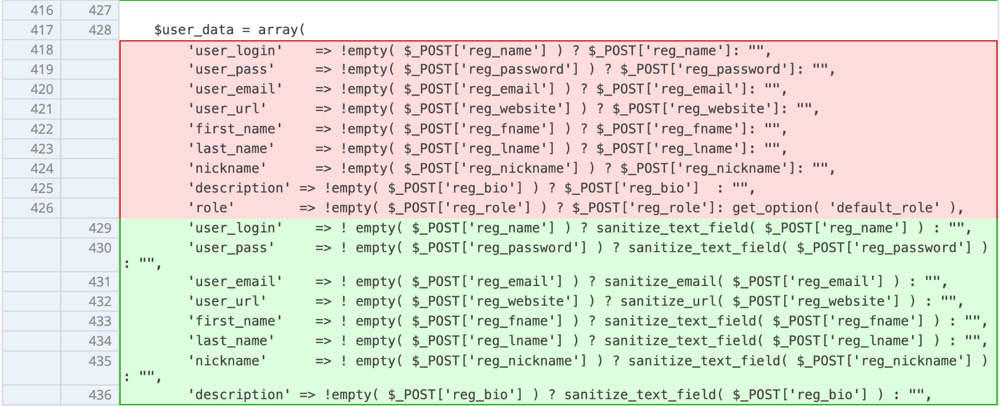 416 427
417 428 $user_data = array(
418 'user_login' => !empty( $_POST['reg_name'] ) ? $_POST['reg_name']: "",
419 'user_pass' => !empty( $_POST['reg_password'] ) ? $_POST['reg_password']: "",
420 'user_email' => !empty( $_POST['reg_email'] ) ? $_POST['reg_email']: "",
421 'user_url' => !empty( $_POST['reg_website'] ) ? $_POST['reg_website']: "",
422 'first_name' => !empty( $_POST['reg_fname'] ) ? $_POST['reg_fname']: "",
423 'last_name' => !empty( $_POST['reg_lname'] ) ? $_POST['reg_lname']: "",
424 'nickname' => !empty( $_POST['reg_nickname'] ) ? $_POST['reg_nickname']: "",
425 'description' => !empty( $_POST['reg_bio'] ) ? $_POST['reg_bio'] : "",
426 'role' => !empty( $_POST['reg_role'] ) ? $_POST['reg_role']: get_option( 'default_role' ),
429 'user_login' => ! empty( $_POST['reg_name'] ) ? sanitize_text_field( $_POST['reg_name'] ) : "",
430 'user_pass' => ! empty( $_POST['reg_password'] ) ? sanitize_text_field( $_POST['reg_password'] )
: "",
431 'user_email' => ! empty( $_POST['reg_email'] ) ? sanitize_email( $_POST['reg_email'] ) : "",
432 'user_url' => ! empty( $_POST['reg_website'] ) ? sanitize_url( $_POST['reg_website'] ) : "",
433 'first_name' => ! empty( $_POST['reg_fname'] ) ? sanitize_text_field( $_POST['reg_fname'] ) : "",
434 'last_name' => ! empty( $_POST['reg_lname'] ) ? sanitize_text_field( $_POST['reg_lname'] ) : "",
435 'nickname' => ! empty( $_POST['reg_nickname'] ) ? sanitize_text_field( $_POST['reg_nickname'] )
: "",
436 'description' => !empty( $_POST['reg_bio'] ) ? sanitize_text_field( $_POST['reg_bio'] ) : "",